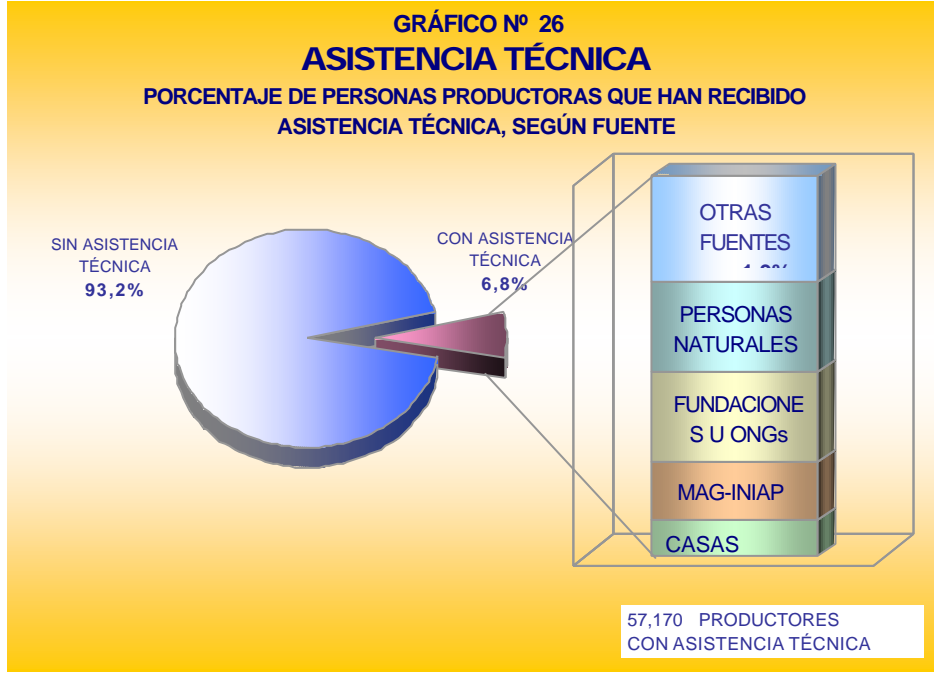 GRÁFICO Nº 26
ASISTENCIA TÉCNICA
PORCENTAJE DE PERSONAS PRODUCTORAS QUE HAN RECIBIDO
ASISTENCIA TÉCNICA, SEGÚN FUENTE
SIN ASISTENCIA
TÉCNICA
93,2%
CON ASISTENCIA
TÉCNICA
6,8%
OTRAS
FUENTES
PERSONAS
NATURALES
FUNDACIONE
S U ONGs
MAG-INIAP
CASAS
57,170 PRODUCTORES
CON ASISTENCIA TÉCNICA